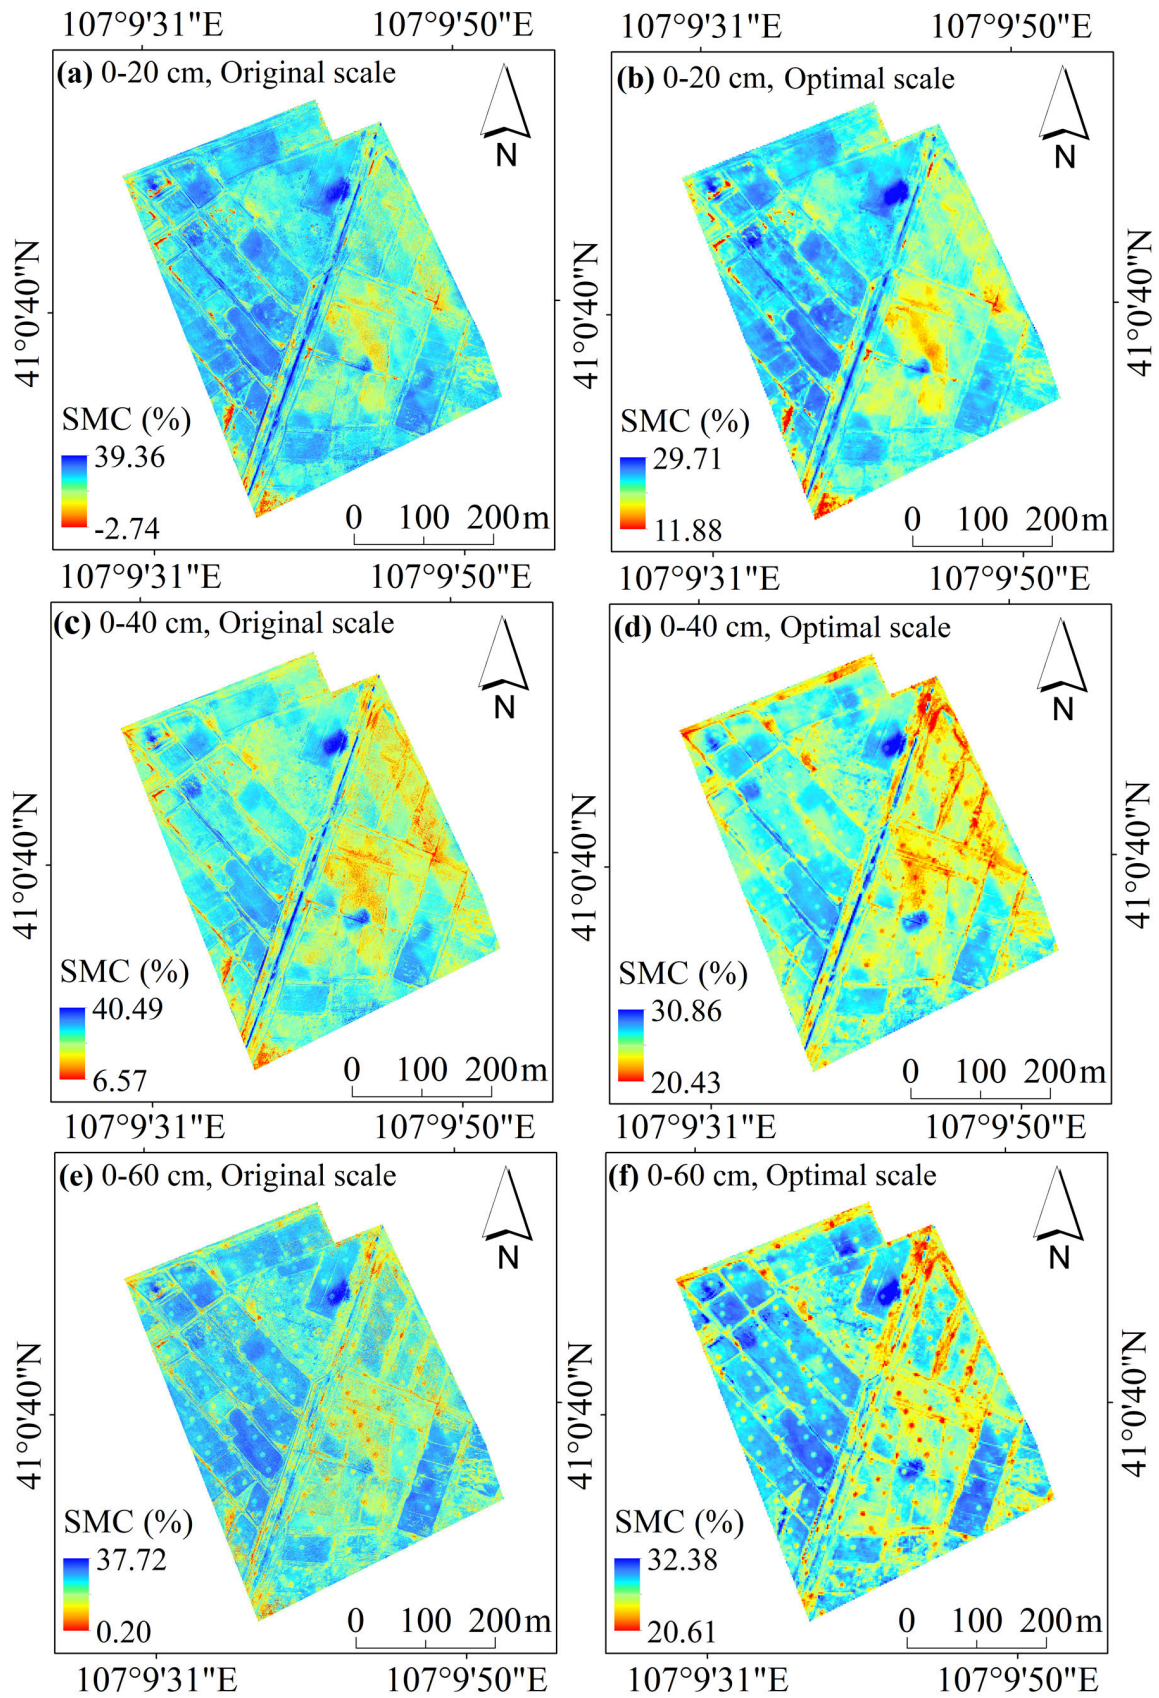 107°9'31"E 107°9'50"E 107°9'31"E 107°9'50"E
(a) 0-20 cm, Original scale
N
41°0'40"N
SMC (%)
39.36
-2.74
0 100 200 m
107°9'31"E 107°9'50"E
(b) 0-20 cm, Optimal scale
N
41°0'40"N
41°0'40"N
SMC (%)
29.71
11.88
0 100 200 m
107°9'31"E 107°9'50"E
(c) 0-40 cm, Original scale
N
41°0'40"N
SMC (%)
40.49
6.57
0 100 200 m
107°9'31"E 107°9'50"E
(d) 0-40 cm, Optimal scale
N
41°0'40"N
41°0'40"N
SMC (%)
30.86
20.43
0 100 200 m
107°9'31"E 107°9'50"E
(e) 0-60 cm, Original scale
N
41°0'40"N
SMC (%)
37.72
0.20
0 100 200 m
107°9'31"E 107°9'50"E
(f) 0-60 cm, Optimal scale
N
41°0'40"N
41°0'40"N
SMC (%)
32.38
20.61
0 100 200 m
107°9'31"E 107°9'50"E